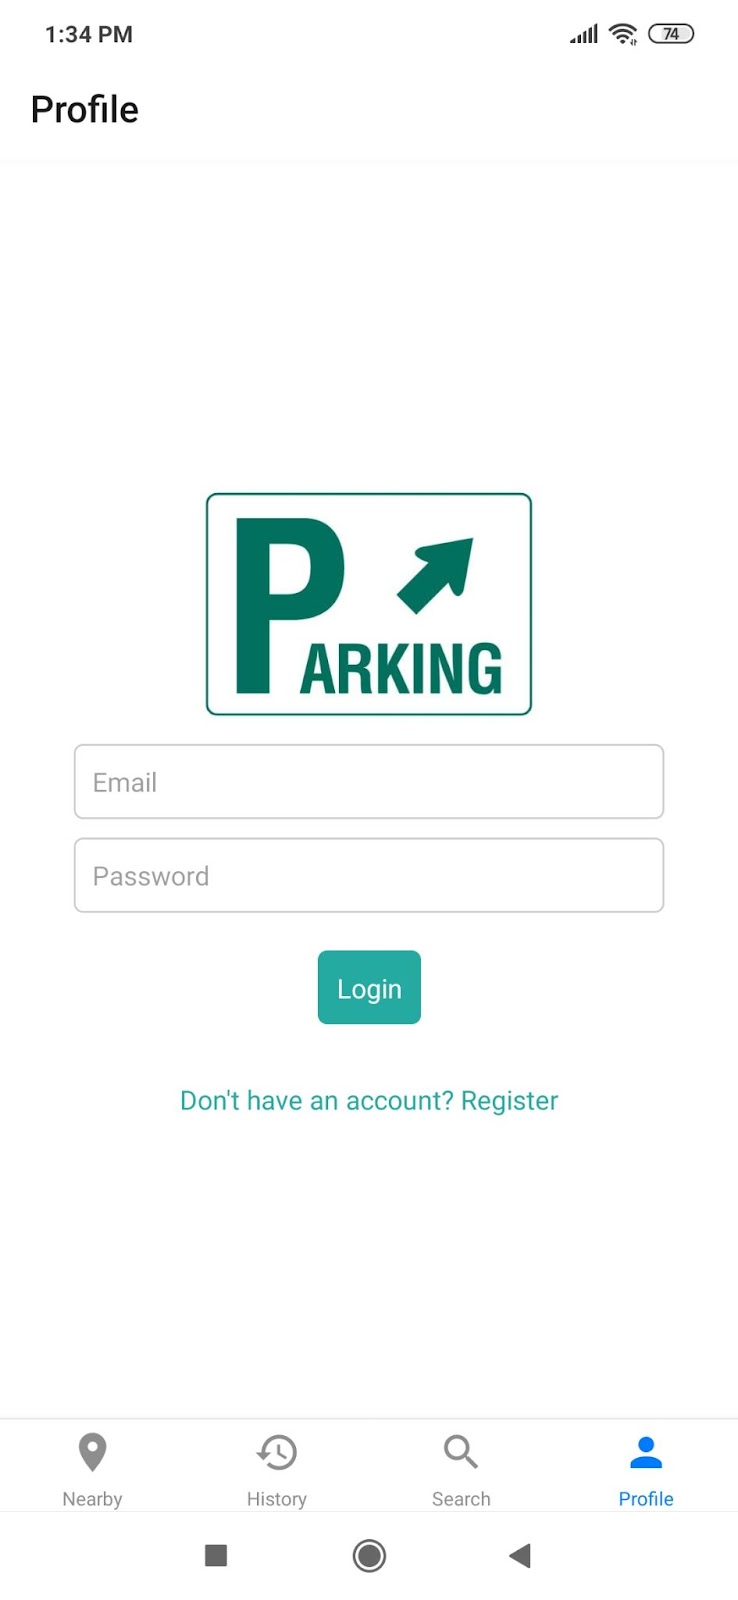 1:34 PM
74
Profile
PARKING
Email
Password
Login
Don't have an account? Register
Nearby
History
Search
Profile